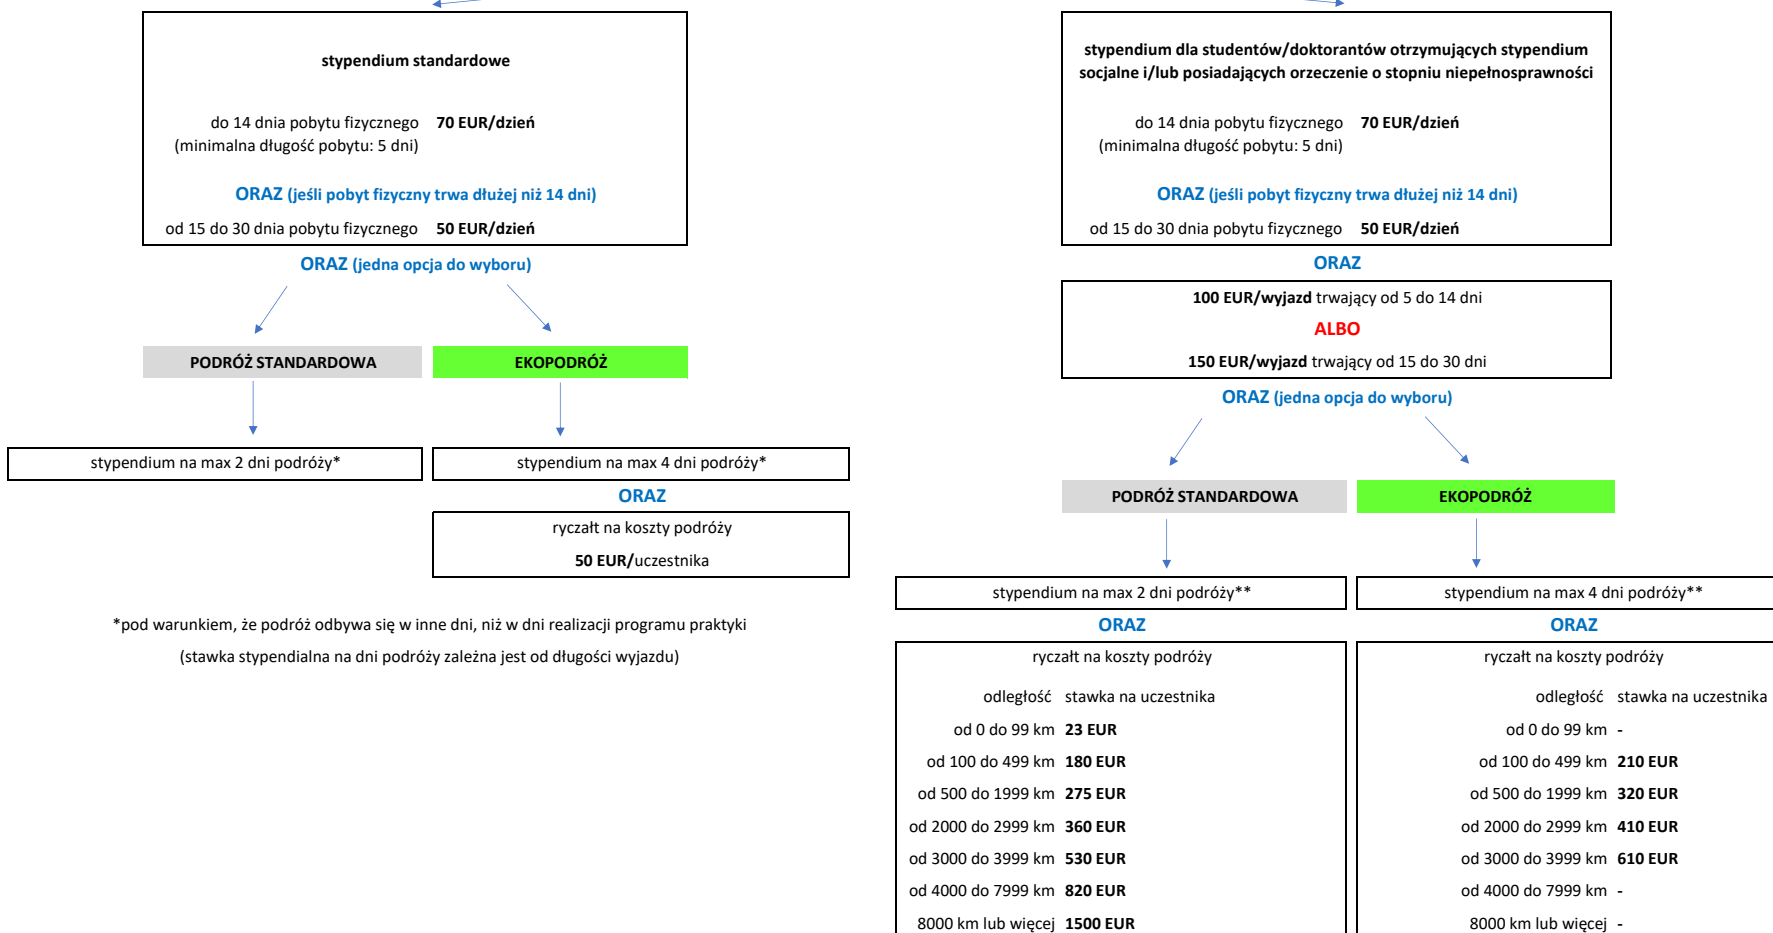 stypendium standardowe
do 14 dnia pobytu fizycznego 70 EUR/dzień
(minimalna długość pobytu: 5 dni)
ORAZ (jeśli pobyt fizyczny trwa dłużej niż 14 dni)
od 15 do 30 dnia pobytu fizycznego 50 EUR/dzień
ORAZ (jedna opcja do wyboru)
PODRÓŻ STANDARDOWA
EKOPODRÓŻ
stypendium na max 2 dni podróży*
stypendium na max 4 dni podróży*
ORAZ
ryczałt na koszty podróży
50 EUR/uczestnika
*pod warunkiem, że podróż odbywa się w inne dni, niż w dni realizacji programu praktyki
(stawka stypendialna na dni podróży zależna jest od długości wyjazdu)
stypendium dla studentów/doktorantów otrzymujących stypendium
socjalne i/lub posiadających orzeczenie o stopniu niepełnosprawności
do 14 dnia pobytu fizycznego 70 EUR/dzień
(minimalna długość pobytu: 5 dni)
ORAZ (jeśli pobyt fizyczny trwa dłużej niż 14 dni)
od 15 do 30 dnia pobytu fizycznego 50 EUR/dzień
ORAZ
100 EUR/wyjazd trwający od 5 do 14 dni
ALBO
150 EUR/wyjazd trwający od 15 do 30 dni
ORAZ (jedna opcja do wyboru)
PODRÓŻ STANDARDOWA
EKOPODRÓŻ
stypendium na max 2 dni podróży**
ORAZ
ryczałt na koszty podróży
odległość stawka na uczestnika
od 0 do 99 km 23 EUR
od 100 do 499 km 180 EUR
od 500 do 1999 km 275 EUR
od 2000 do 2999 km 360 EUR
od 3000 do 3999 km 530 EUR
od 4000 do 7999 km 820 EUR
8000 km lub więcej 1500 EUR
stypendium na max 4 dni podróży**
ORAZ
ryczałt na koszty podróży
odległość stawka na uczestnika
od 0 do 99 km -
od 100 do 499 km 210 EUR
od 500 do 1999 km 320 EUR
od 2000 do 2999 km 410 EUR
od 3000 do 3999 km 610 EUR
od 4000 do 7999 km -
8000 km lub więcej -